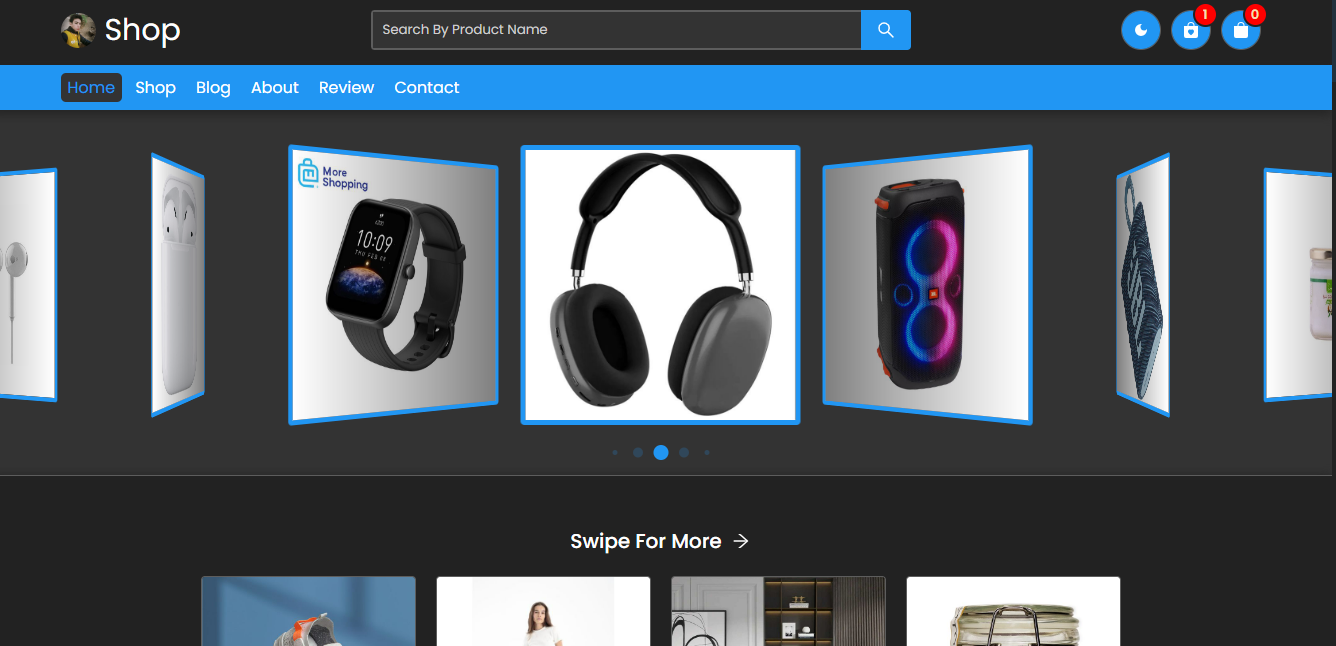 Shop
Search By Product Name
1
0
Home
Shop
Blog
About
Review
Contact
More
Shopping
10:09
Swipe For More